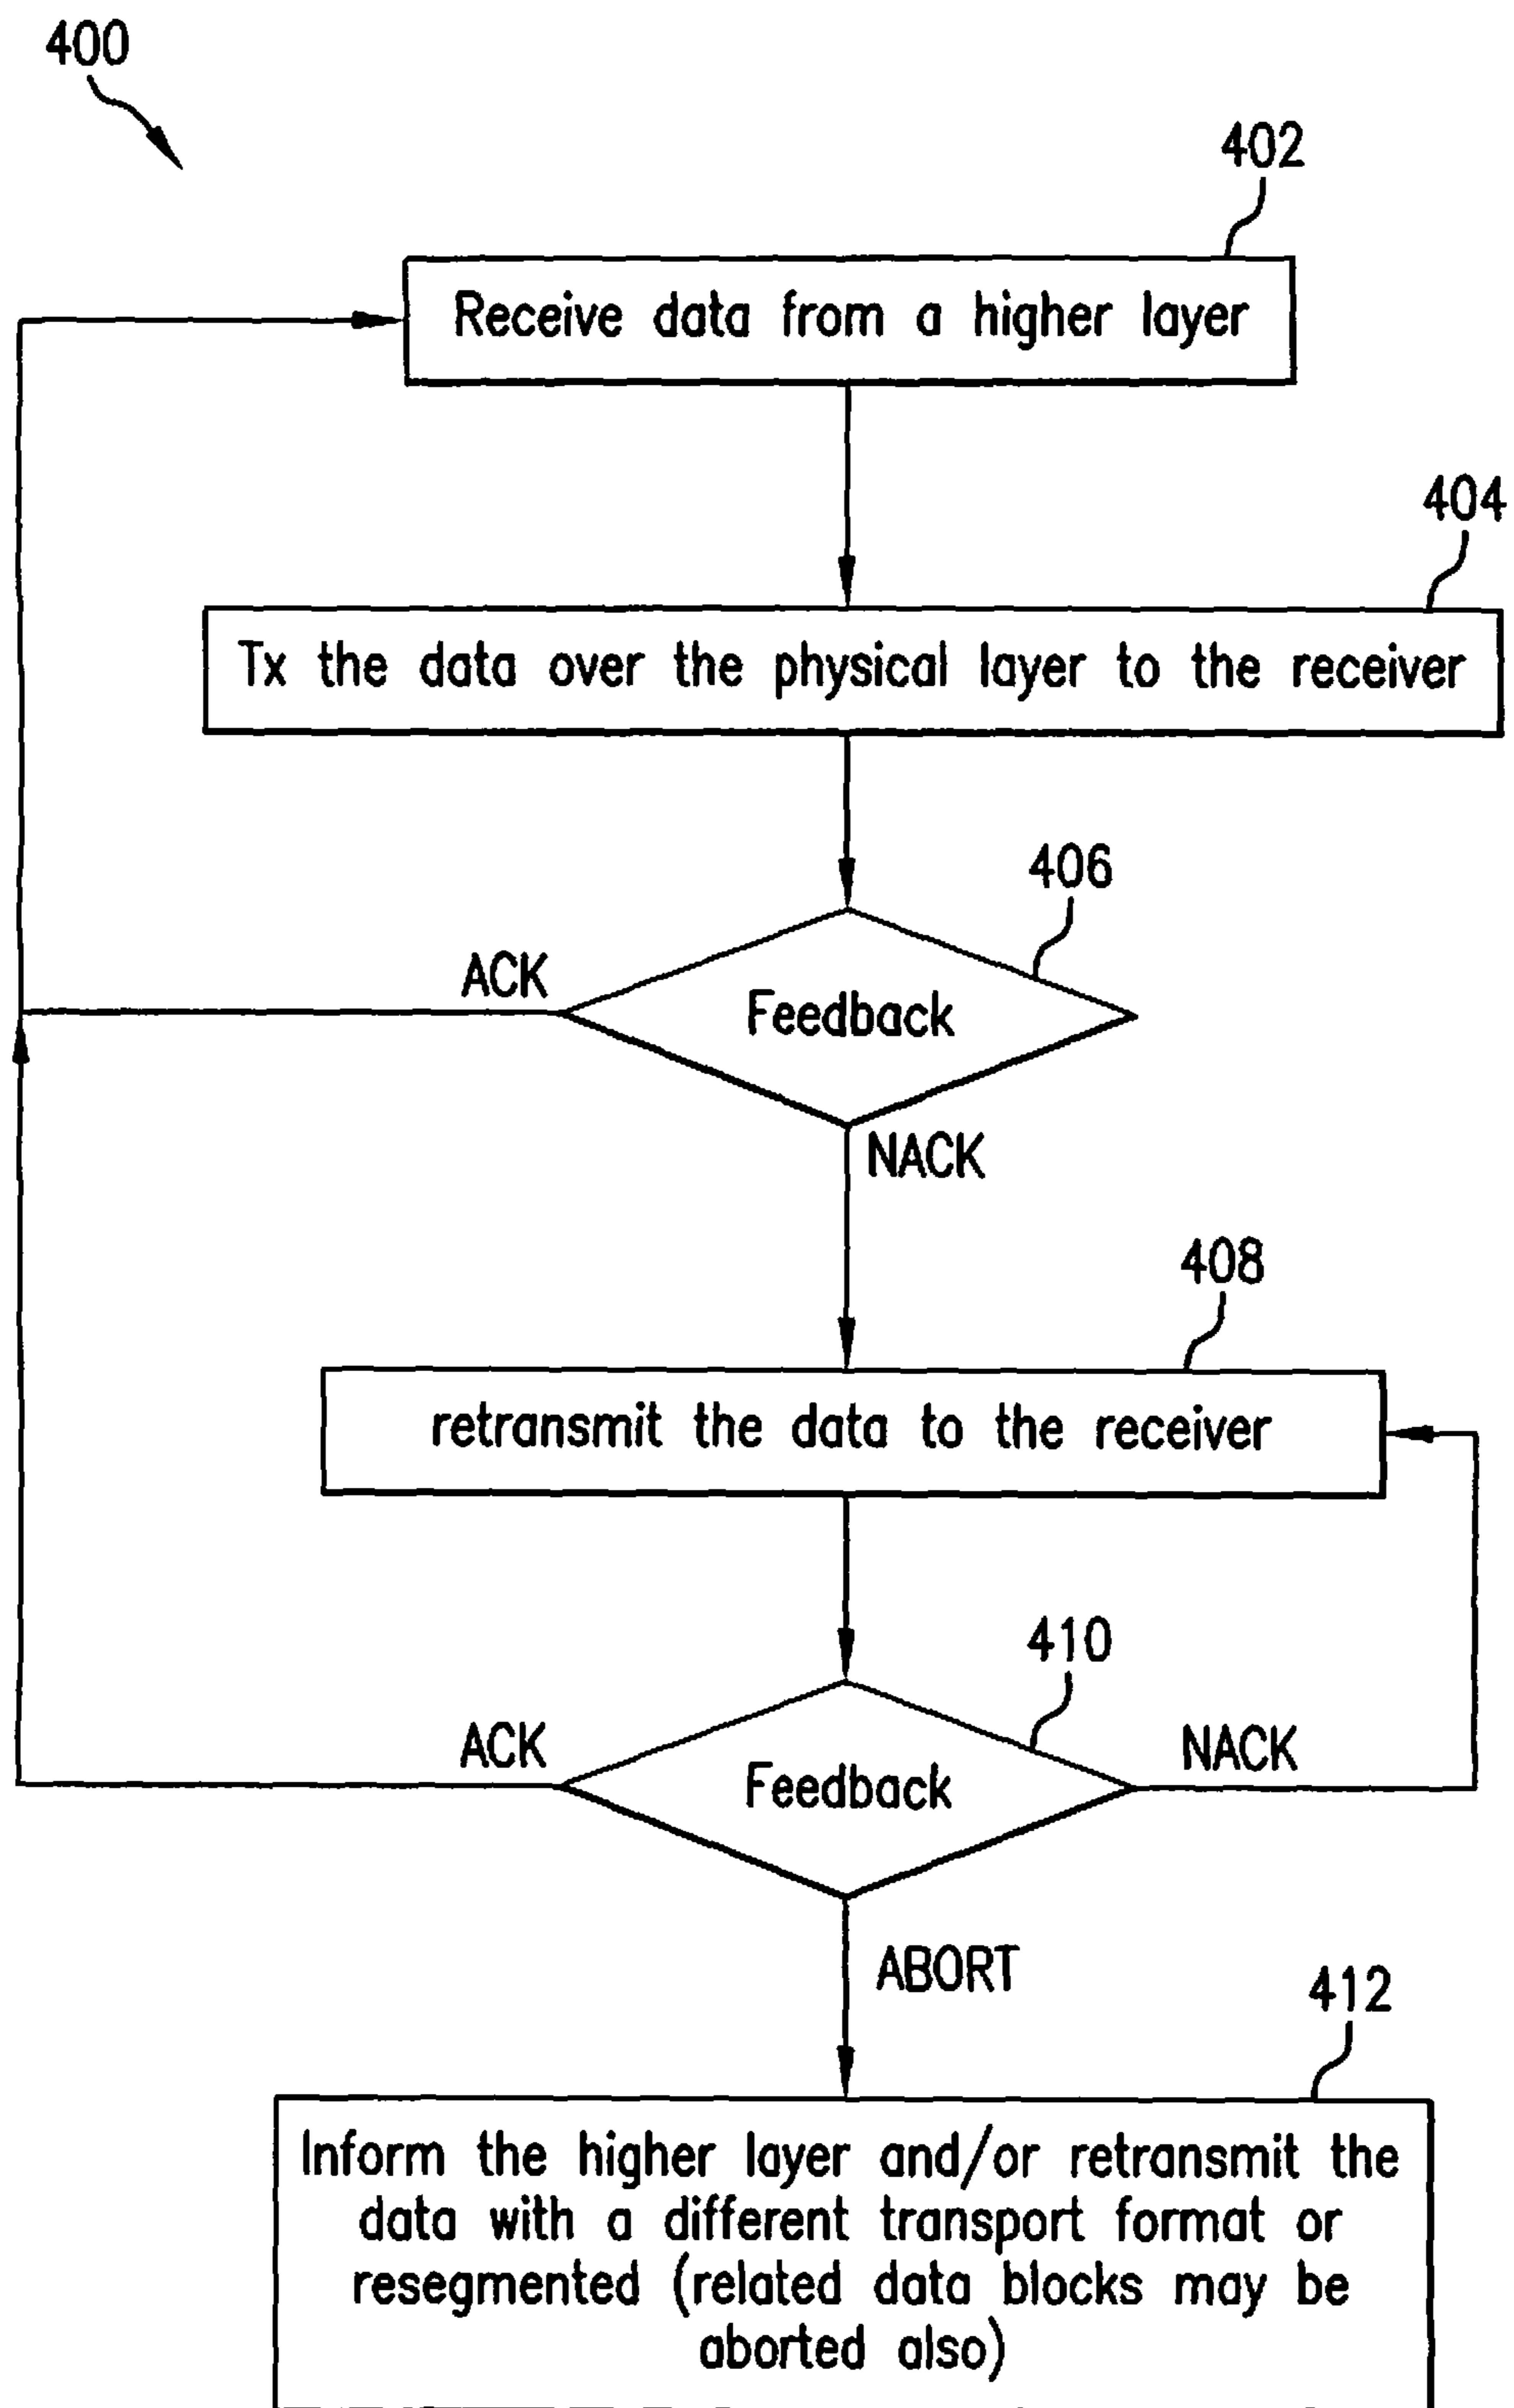 400
402
Receive data from a higher layer
404
Tx the data over the physical layer to the receiver
406
ACK
Feedback
NACK
408
retransmit the data to the receiver
410
ACK
NACK
Feedback
ABORT
412
Inform the higher layer and/or retransmit the
data with a different transport format or
resegmented (related data blocks may be
aborted also)